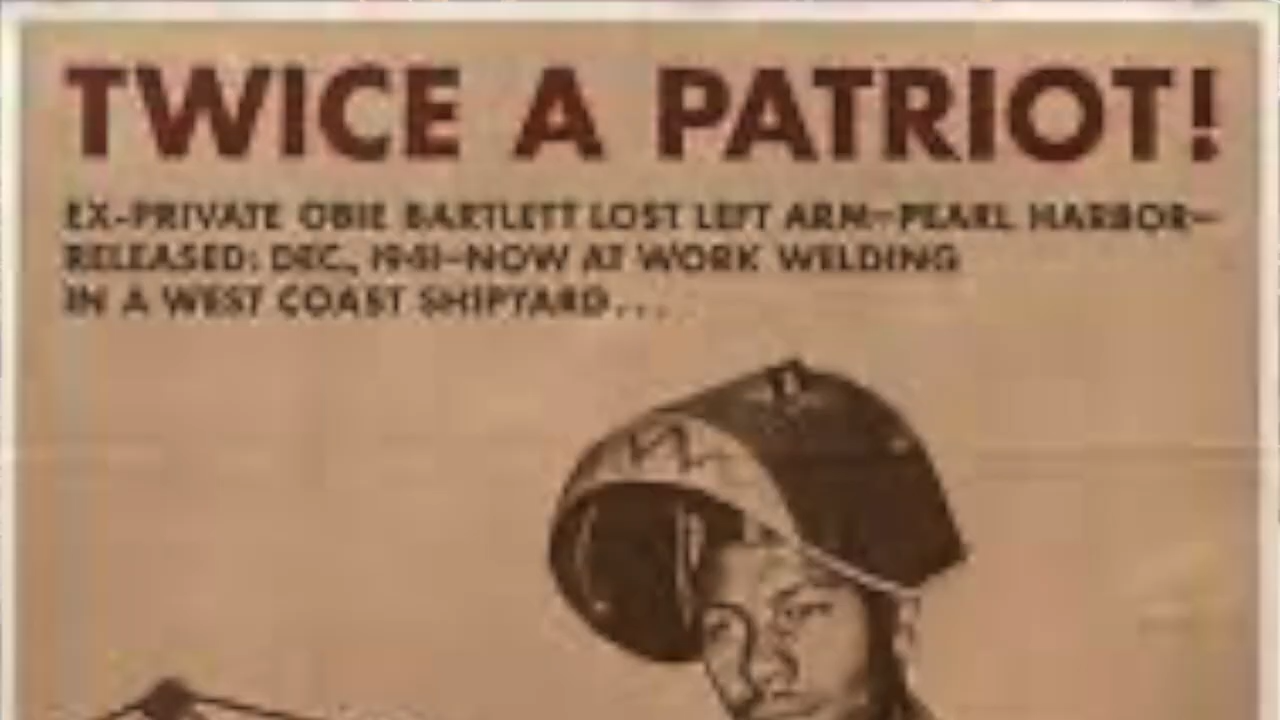 TWICE A PATRIOT!
EX-PRIVATE OBIE BARTLETT LOST LEFT ARM-PEARL HARBOR-
RELEASED: DEC., 1941-NOW AT WORK WELDING
IN A WEST COAST SHIPYARD...